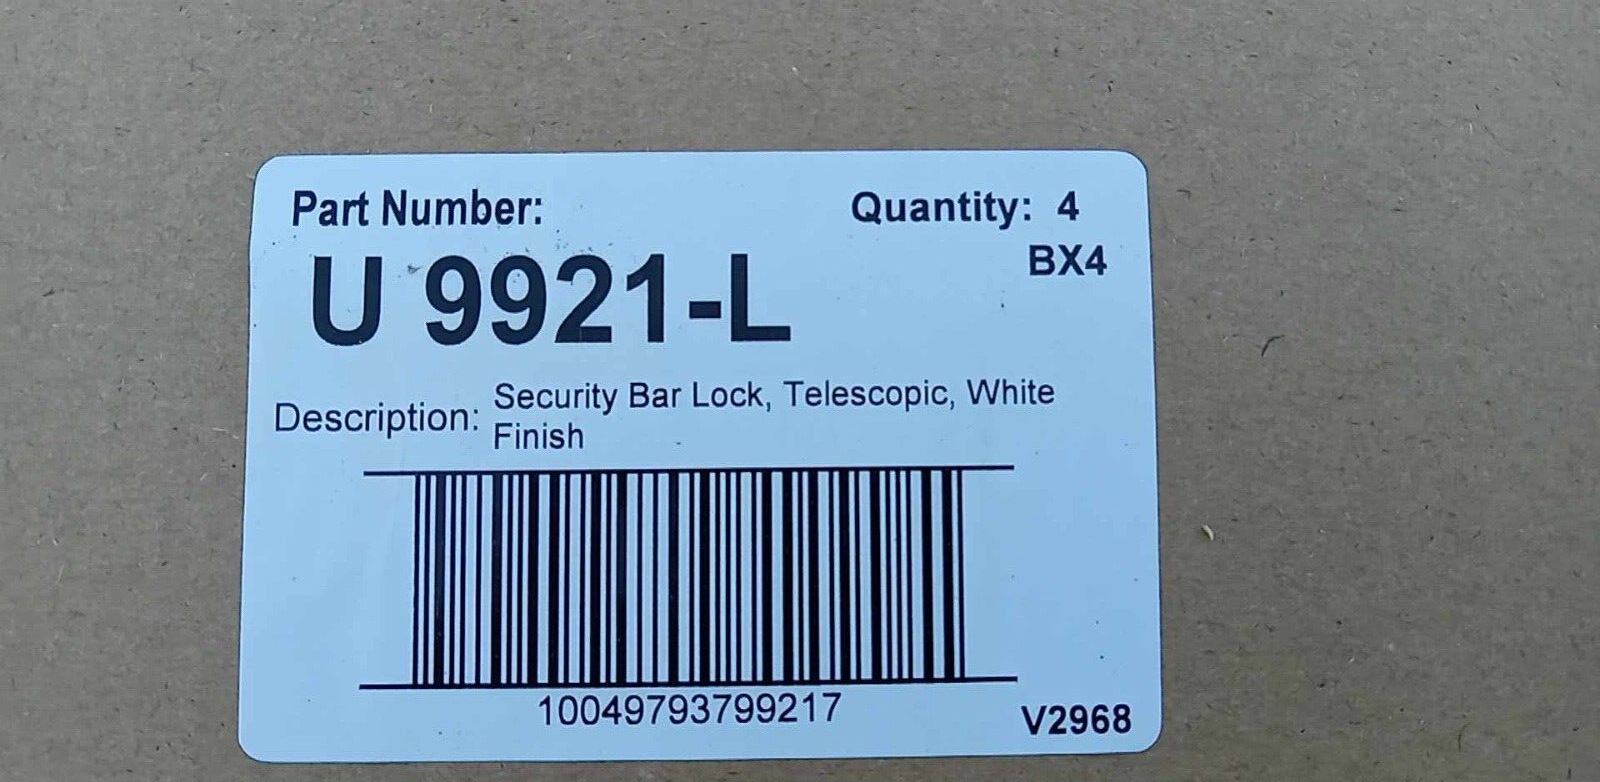 Part Number:
Quantity: 4
U 9921-L
BX4
Description: Security Bar Lock, Telescopic, White
Finish
10049793799217
V2968